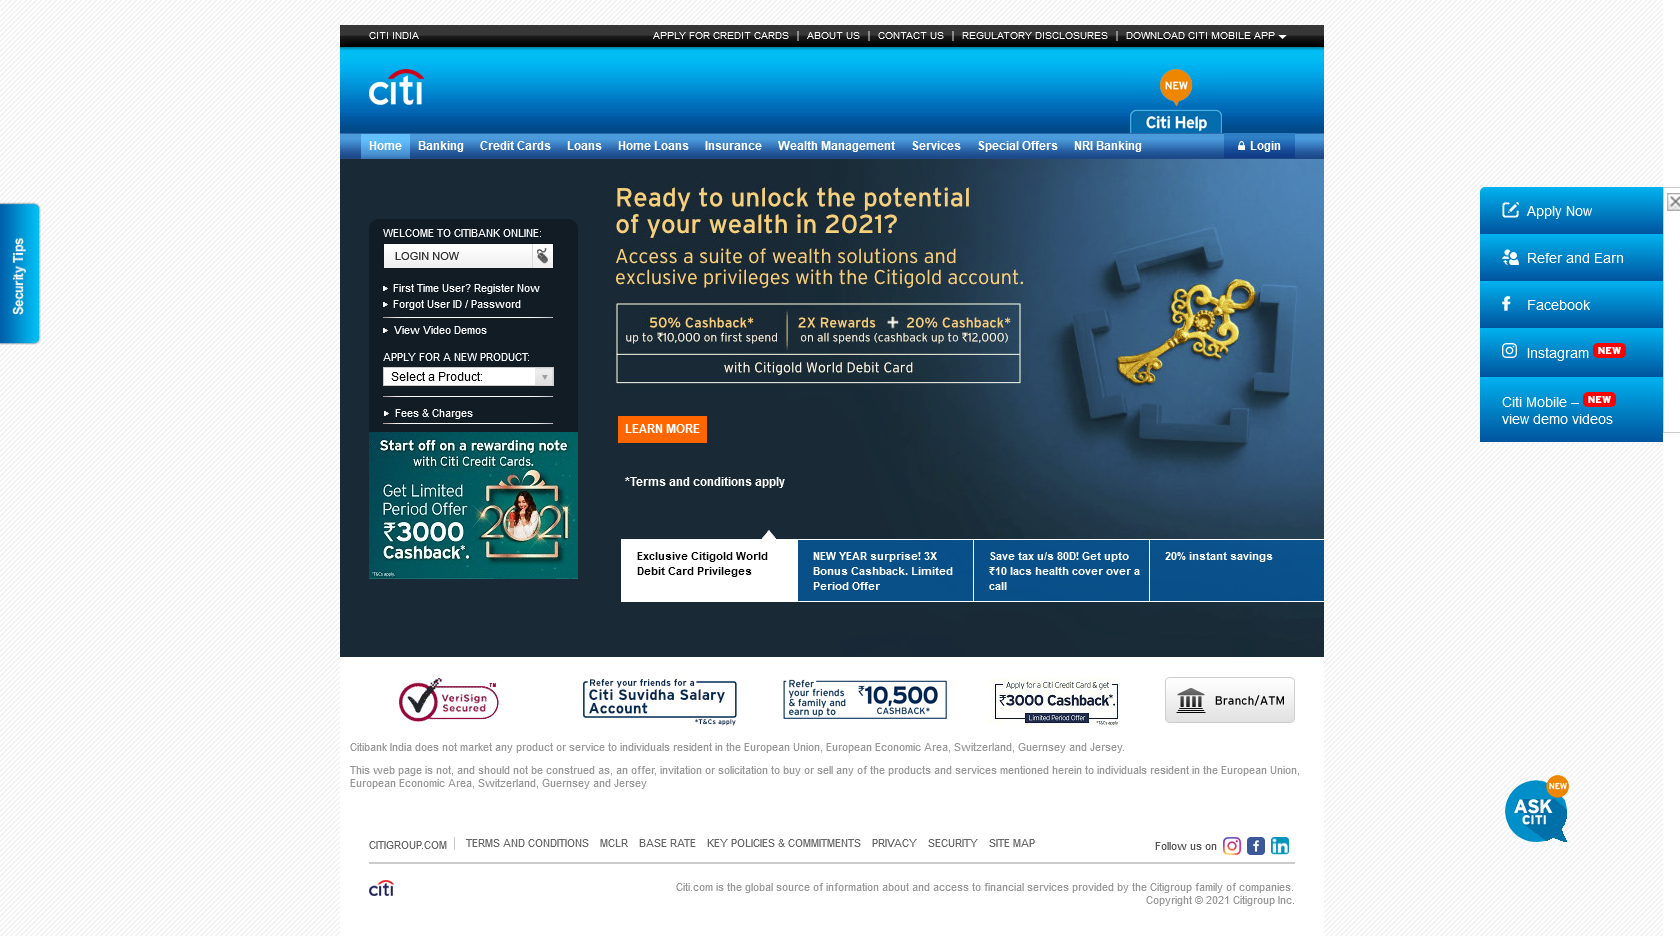 CITI INDIA
APPLY FOR CREDIT CARDS | ABOUT US | CONTACT US | REGULATORY DISCLOSURES | DOWNLOAD CITI MOBILE APP
citi
NEW
Citi Help
Home Banking Credit Cards Loans Home Loans Insurance Wealth Management Services Special Offers NRI Banking Login
Security Tips
WELCOME TO CITIBANK ONLINE:
LOGIN NOW
First Time User? Register Now
Forgot User ID / Password
View Video Demos
APPLY FOR A NEW PRODUCT:
Select a Product:
Fees & Charges
Start off on a rewarding note
with Citi Credit Cards.
Get Limited
Period Offer
₹3000
Cashback*.
2021
*T&Cs apply.
Ready to unlock the potential
of your wealth in 2021?
Access a suite of wealth solutions and
exclusive privileges with the Citigold account.
50% Cashback*
up to ₹10,000 on first spend
2X Rewards + 20% Cashback*
on all spends (cashback up to ₹12,000)
with Citigold World Debit Card
LEARN MORE
*Terms and conditions apply
Exclusive Citigold World
Debit Card Privileges
NEW YEAR surprise! 3X
Bonus Cashback. Limited
Period Offer
Save tax u/s 80D! Get upto
₹10 lacs health cover over a
call
20% instant savings
Apply Now
Refer and Earn
Facebook
Instagram NEW
Citi Mobile – NEW
view demo videos
VeriSign
Secured
TM
Refer your friends for a
Citi Suvidha Salary
Account
*T&Cs apply
Refer
your friends
& family and
earn up to
₹10,500
CASHBACK*
Apply for a Citi Credit Card & get
₹3000 Cashback*.
Limited Period Offer
*T&Cs apply
Branch/ATM
Citibank India does not market any product or service to individuals resident in the European Union, European Economic Area, Switzerland, Guernsey and Jersey.
This web page is not, and should not be construed as, an offer, invitation or solicitation to buy or sell any of the products and services mentioned herein to individuals resident in the European Union,
European Economic Area, Switzerland, Guernsey and Jersey
NEW
ASK
CITI
CITIGROUP.COM | TERMS AND CONDITIONS MCLR BASE RATE KEY POLICIES & COMMITMENTS PRIVACY SECURITY SITE MAP
Follow us on
citi
Citi.com is the global source of information about and access to financial services provided by the Citigroup family of companies.
Copyright © 2021 Citigroup Inc.